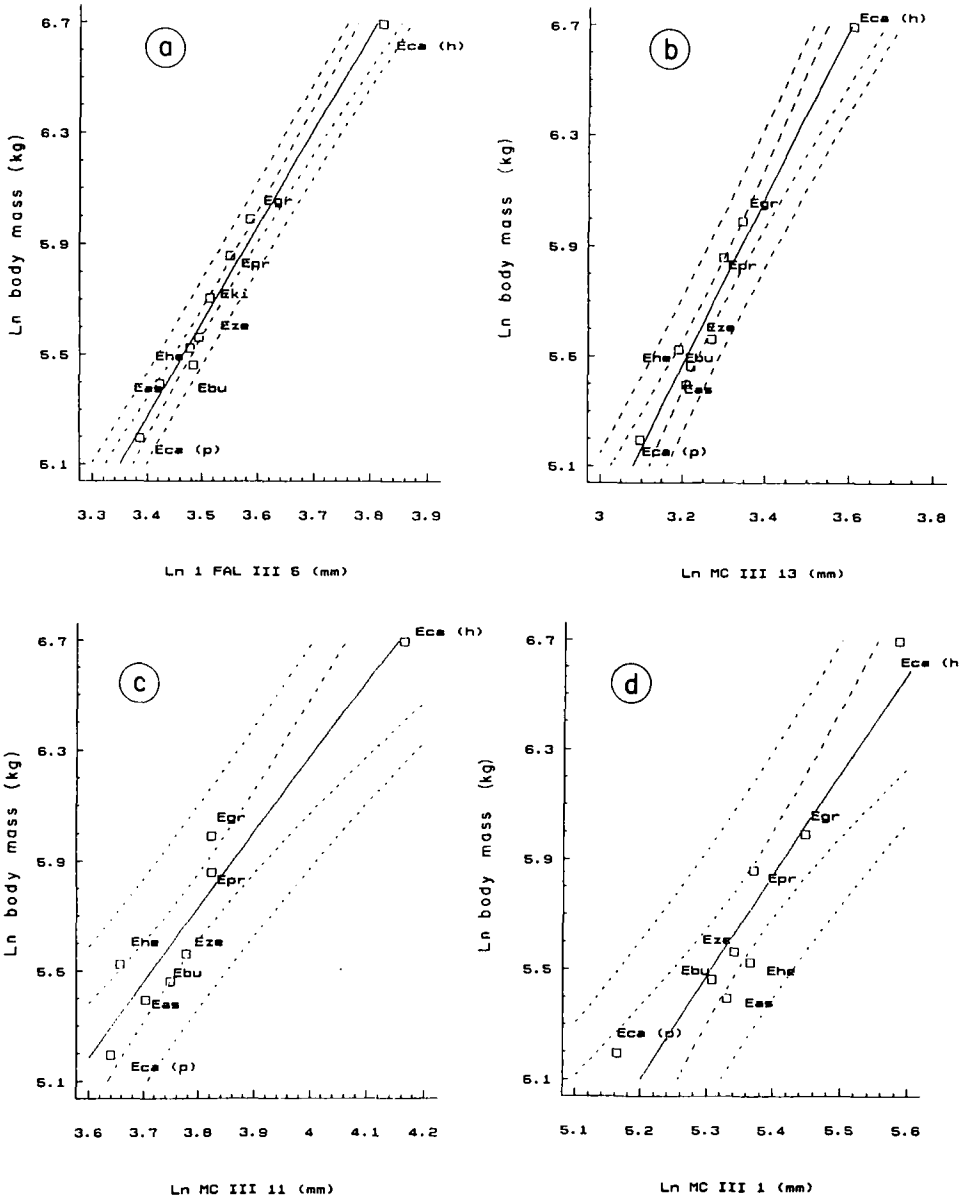 a
6.7
6.3
5.9
5.5
5.1
Ln body mass (kg)
Eca (h)
Egr
Epr
Eki
Eze
Ehe
Eas
Ebu
Eca (p)
3.3 3.4 3.5 3.6 3.7 3.8 3.9
Ln 1 FAL III 6 (mm)
b
6.7
6.3
5.9
5.5
5.1
Ln body mass (kg)
Eca (h)
Egr
Epr
Eze
Ehe
Ebu
Eas
Eca (p)
3 3.2 3.4 3.6 3.8
Ln MC III 13 (mm)
c
6.7
6.3
5.9
5.5
5.1
Ln body mass (kg)
Eca (h)
Egr
Epr
Ehe
Eze
Ebu
Eas
Eca (p)
3.6 3.7 3.8 3.9 4 4.1 4.2
Ln MC III 11 (mm)
d
6.7
6.3
5.9
5.5
5.1
Ln body mass (kg)
Eca (h
Egr
Epr
Eze
Ebu
Ehe
Eas
Eca (p)
5.1 5.2 5.3 5.4 5.5 5.6
Ln MC III 1 (mm)